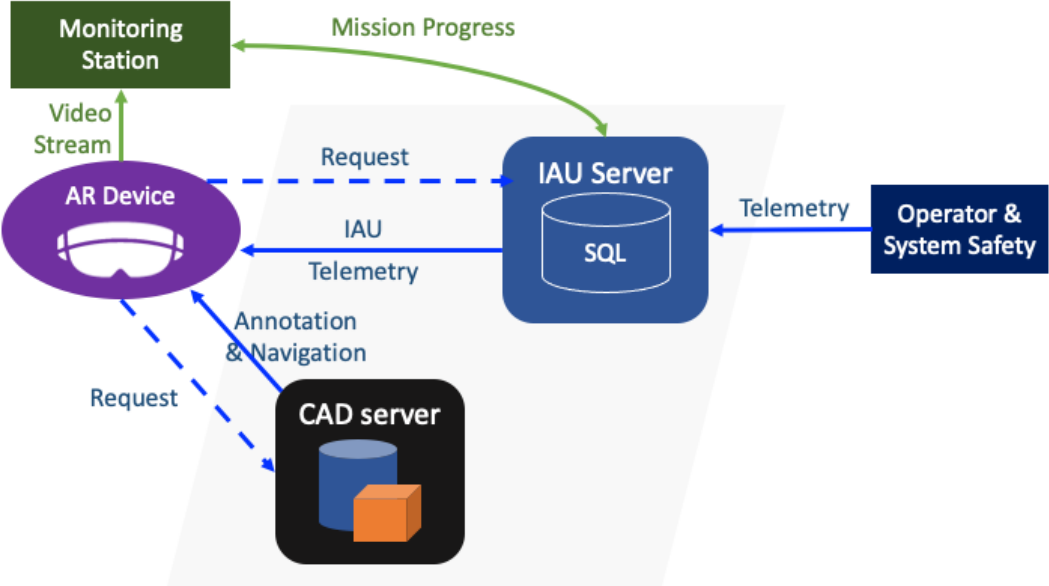 Monitoring
Station
Mission Progress
Video
Stream
Request
IAU Server
AR Device
SQL
IAU
Telemetry
Telemetry
Operator &
System Safety
Annotation
& Navigation
Request
CAD server